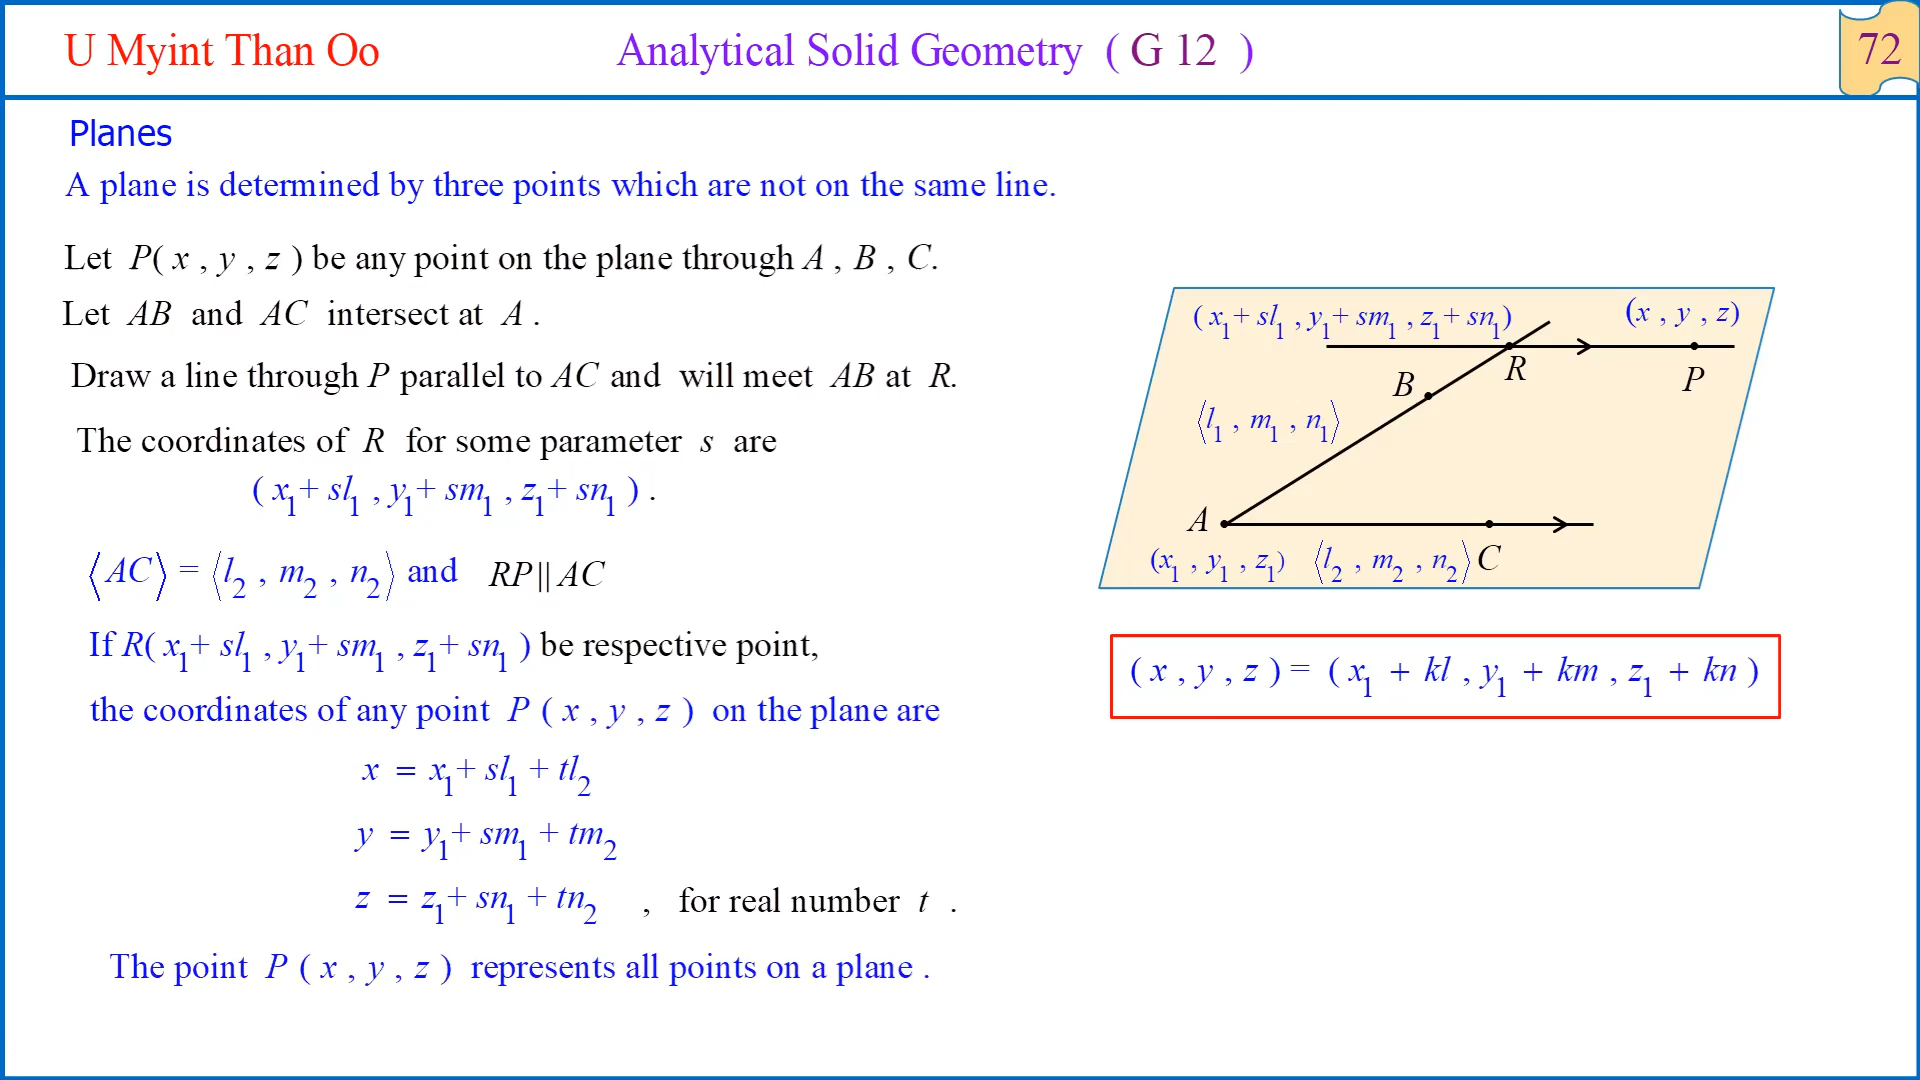 U Myint Than Oo
Analytical Solid Geometry ( G 12 )
72
Planes
A plane is determined by three points which are not on the same line.
Let P( x , y , z ) be any point on the plane through A , B , C.
Let AB and AC intersect at A .
Draw a line through P parallel to AC and will meet AB at R.
The coordinates of R for some parameter s are
( x₁+ sl₁ , y₁+ sm₁ , z₁+ sn₁ ) .
⟨AC⟩ = ⟨l₂ , m₂ , n₂⟩ and RP || AC
If R( x₁+ sl₁ , y₁+ sm₁ , z₁+ sn₁ ) be respective point,
the coordinates of any point P ( x , y , z ) on the plane are
x = x₁+ sl₁ + tl₂
y = y₁+ sm₁ + tm₂
z = z₁+ sn₁ + tn₂ , for real number t .
The point P ( x , y , z ) represents all points on a plane .
( x₁+ sl₁ , y₁+ sm₁ , z₁+ sn₁)
(x , y , z)
R
P
B
⟨l₁ , m₁ , n₁⟩
A
(x₁ , y₁ , z₁)
⟨l₂ , m₂ , n₂⟩ C
( x , y , z ) = ( x₁ + kl , y₁ + km , z₁ + kn )